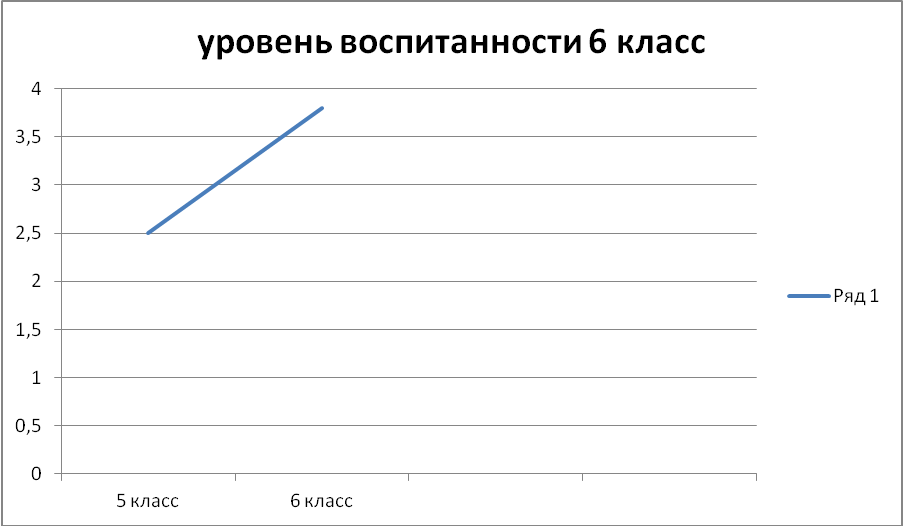 уровень воспитанности 6 класс
4
3,5
3
2,5
2
1,5
1
0,5
0
5 класс
6 класс
Ряд 1